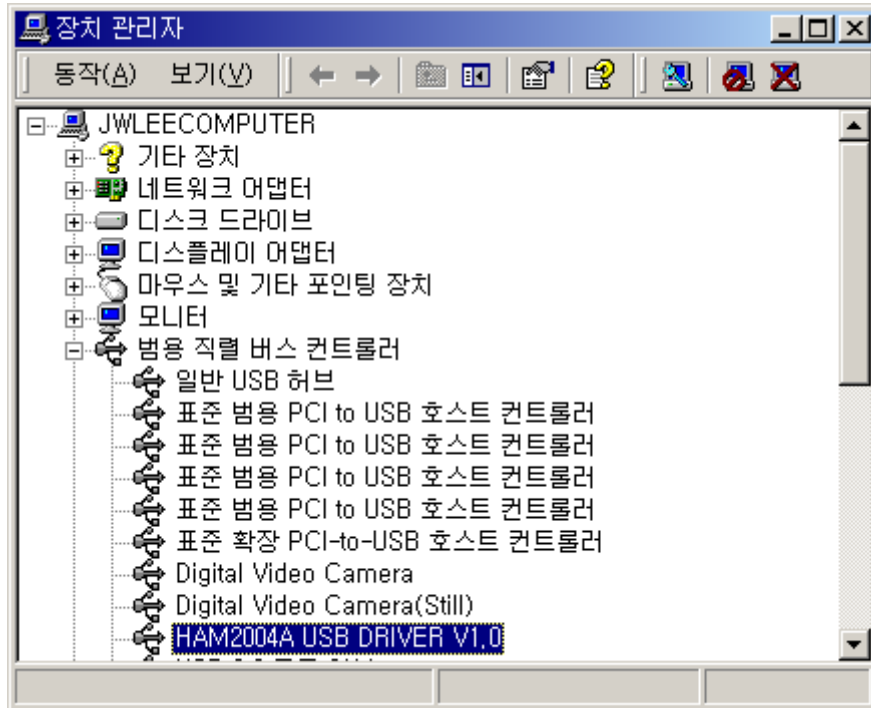 장치 관리자
동작(A) 보기(V)
JWLEECOMPUTER
기타 장치
네트워크 어댑터
디스크 드라이브
디스플레이 어댑터
마우스 및 기타 포인팅 장치
모니터
범용 직렬 버스 컨트롤러
일반 USB 허브
표준 범용 PCI to USB 호스트 컨트롤러
표준 범용 PCI to USB 호스트 컨트롤러
표준 범용 PCI to USB 호스트 컨트롤러
표준 범용 PCI to USB 호스트 컨트롤러
표준 확장 PCI-to-USB 호스트 컨트롤러
Digital Video Camera
Digital Video Camera(Still)
HAM2004A USB DRIVER V1.0